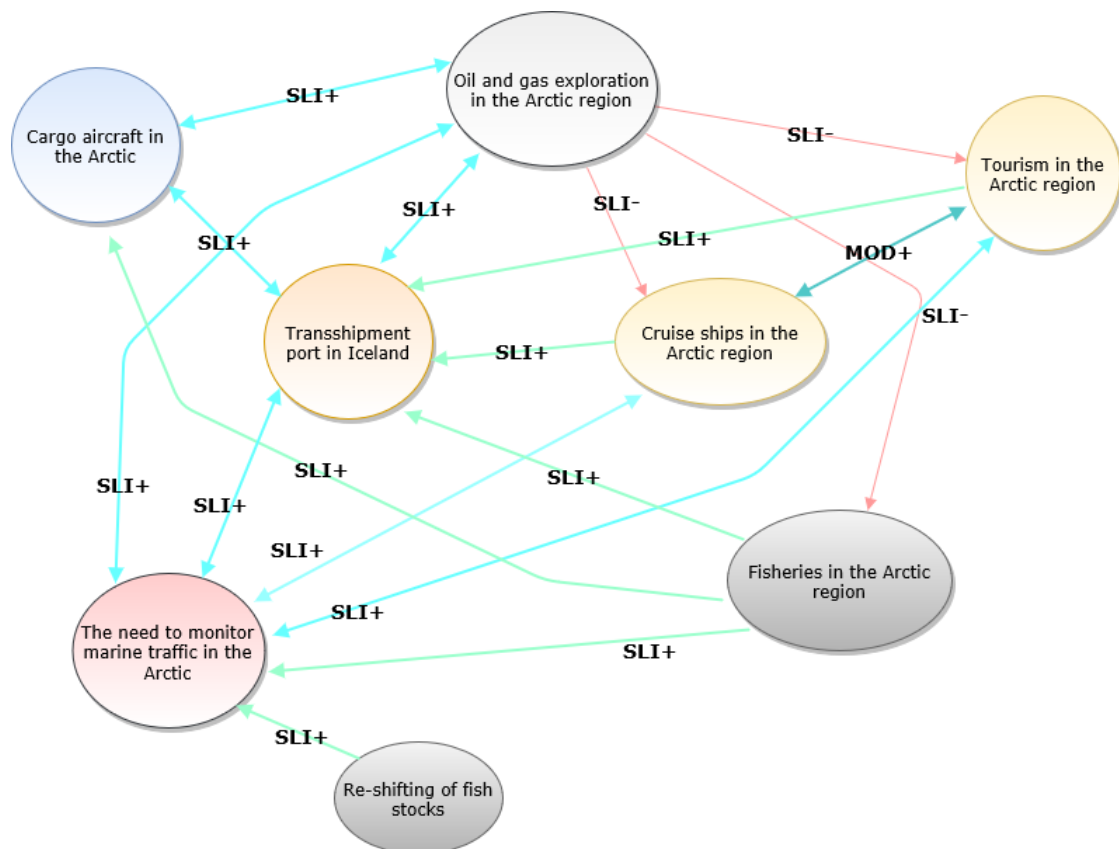 Oil and gas exploration
in the Arctic region
SLI+
Cargo aircraft in
the Arctic
SLI-
Tourism in the
Arctic region
SLI+
SLI-
SLI+
SLI+
MOD+
Transshipment
port in Iceland
Cruise ships in the
Arctic region
SLI-
SLI+
SLI+
SLI+
SLI+
SLI+
SLI+
Fisheries in the Arctic
region
SLI+
The need to monitor
marine traffic in the
Arctic
SLI+
SLI+
Re-shifting of fish
stocks